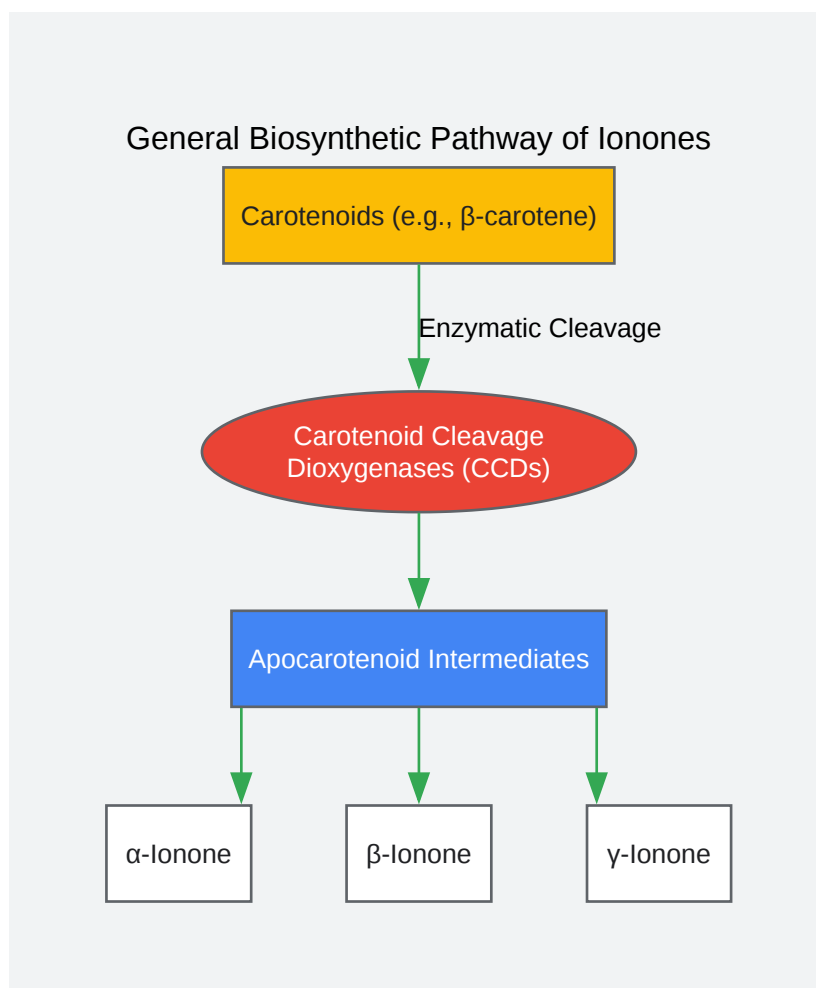 General Biosynthetic Pathway of Ionones
Carotenoids (e.g., β-carotene)
Enzymatic Cleavage
Carotenoid Cleavage
Dioxygenases (CCDs)
Apocarotenoid Intermediates
α-Ionone
β-Ionone
γ-Ionone